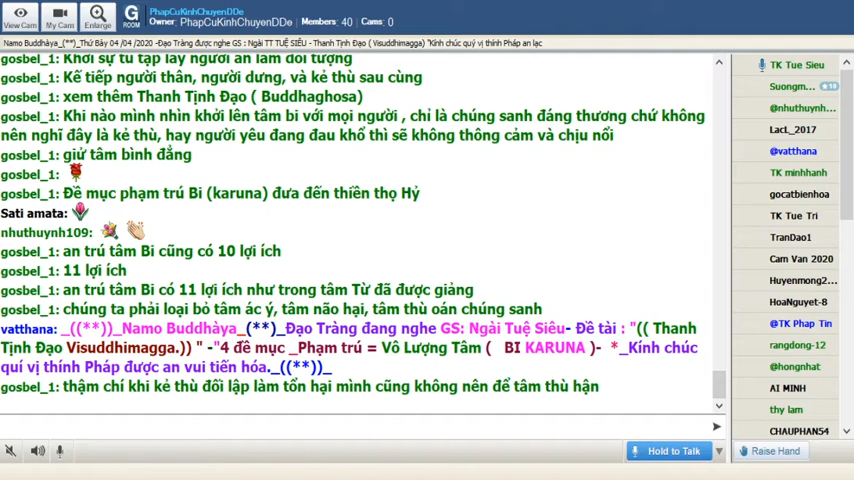 PhapCuKinhChuyenDDe
Owner: PhapCuKinhChuyenDDe Members: 40 Cams: 0
View Cam My Cam Enlarge G ROOM
Namo Buddhàya_(**)_Thứ Bảy 04 /04 /2020 -Đạo Tràng được nghe GS : Ngài TT TUỆ SIÊU - Thanh Tịnh Đạo ( Visuddhimagga) "Kính chúc quý vị thính Pháp an lạc
gosbel_1: Khởi sự tu tập lấy người an làm đối tượng
gosbel_1: Kế tiếp người thân, người dưng, và kẻ thù sau cùng
gosbel_1: xem thêm Thanh Tịnh Đạo ( Buddhaghosa)
gosbel_1: Khi nào mình nhìn khởi lên tâm bi với mọi người , chỉ là chúng sanh đáng thương chứ không
nên nghĩ đây là kẻ thù, hay người yêu đang đau khổ thì sẽ không thông cảm và chịu nổi
gosbel_1: giữ tâm bình đẳng
gosbel_1:
gosbel_1: Đề mục phạm trú Bi (karuna) đưa đến thiền thọ Hỷ
Sati amata:
nhuthuynh109:
gosbel_1: an trú tâm Bi cũng có 10 lợi ích
gosbel_1: 11 lợi ích
gosbel_1: an trú tâm Bi có 11 lợi ích như trong tâm Từ đã được giảng
gosbel_1: chúng ta phải loại bỏ tâm ác ý, tâm não hại, tâm thù oán chúng sanh
vatthana: _((**))_Namo Buddhàya_(**)_Đạo Tràng đang nghe GS: Ngài Tuệ Siêu- Đề tài : "(( Thanh
Tịnh Đạo Visuddhimagga.)) " -"4 đề mục _Phạm trú = Vô Lượng Tâm ( BI KARUNA )- *_Kính chúc
quí vị thính Pháp được an vui tiến hóa._((**))_
gosbel_1: thậm chí khi kẻ thù đối lập làm tổn hại mình cũng không nên để tâm thù hận
Hold to Talk
TK Tue Sieu
Suongm... 18
@nhuthuynh...
LacL_2017
@vatthana
TK minhhanh
gocatbienhoa
TK Tue Tri
TranDao1
Cam Van 2020
Huyenmong2...
HoaNguyet-8
@TK Phap Tin
rangdong-12
@hongnhat
AI MINH
thy lam
CHAUPHAN54
Raise Hand